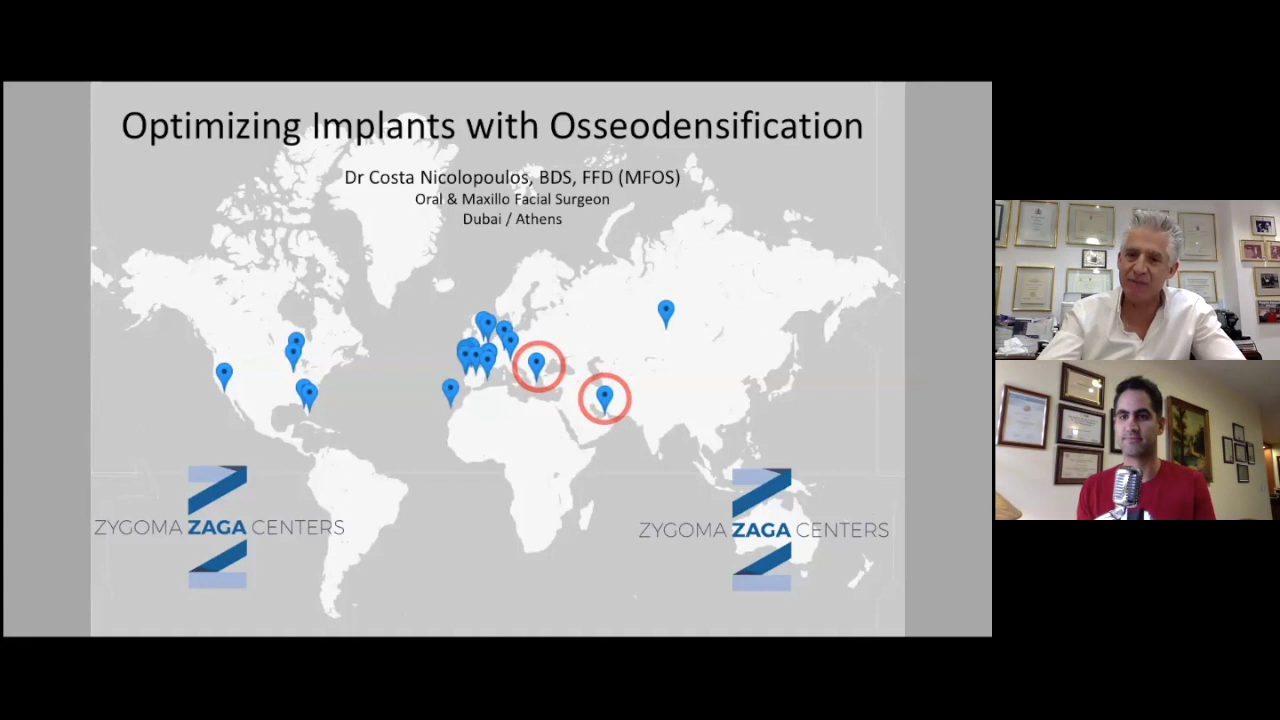 Optimizing Implants with Osseodensification
Dr Costa Nicolopoulos, BDS, FFD (MFOS)
Oral & Maxillo Facial Surgeon
Dubai / Athens
ZYGOMA ZAGA CENTERS
ZYGOMA ZAGA CENTERS